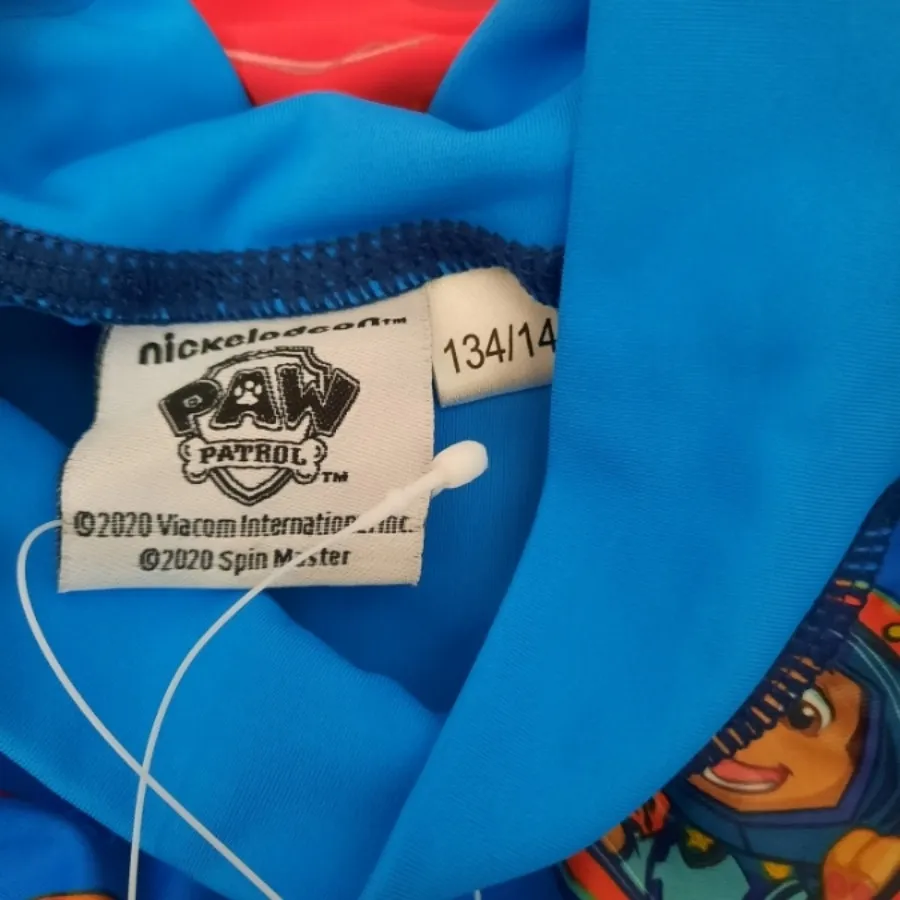 nickelodeon™
PAW
PATROL
™
©2020 Viacom International Inc.
©2020 Spin Master
134/14